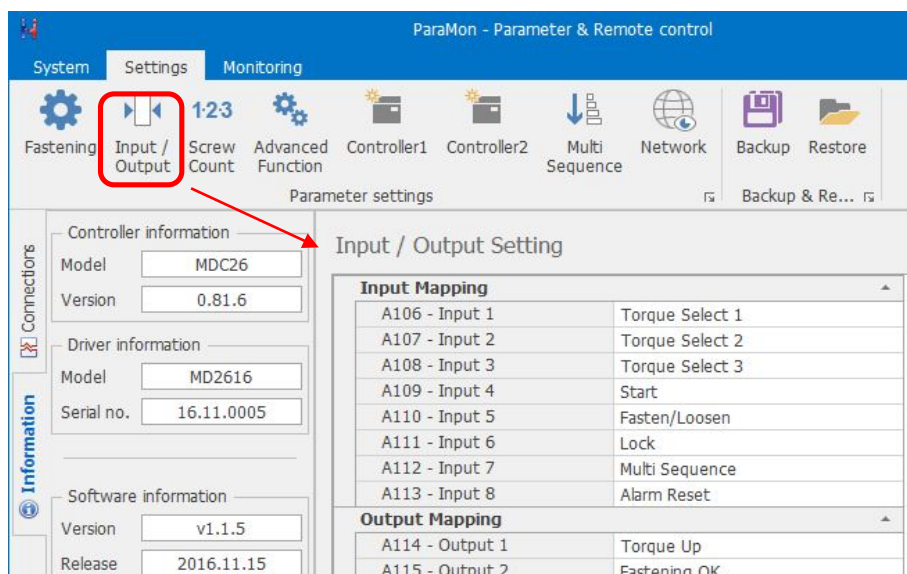 ParaMon - Parameter & Remote control
System Settings Monitoring
Fastening Input / Output 1·2·3 Screw Count Advanced Function Controller1 Controller2 Multi Sequence Network Backup Restore
Parameter settings Backup & Re...
Connections
Information
Controller information
Model MDC26
Version 0.81.6
Driver information
Model MD2616
Serial no. 16.11.0005
Software information
Version v1.1.5
Release 2016.11.15
Input / Output Setting
Input Mapping
A106 - Input 1 Torque Select 1
A107 - Input 2 Torque Select 2
A108 - Input 3 Torque Select 3
A109 - Input 4 Start
A110 - Input 5 Fasten/Loosen
A111 - Input 6 Lock
A112 - Input 7 Multi Sequence
A113 - Input 8 Alarm Reset
Output Mapping
A114 - Output 1 Torque Up
A115 - Output 2 Fastening OK